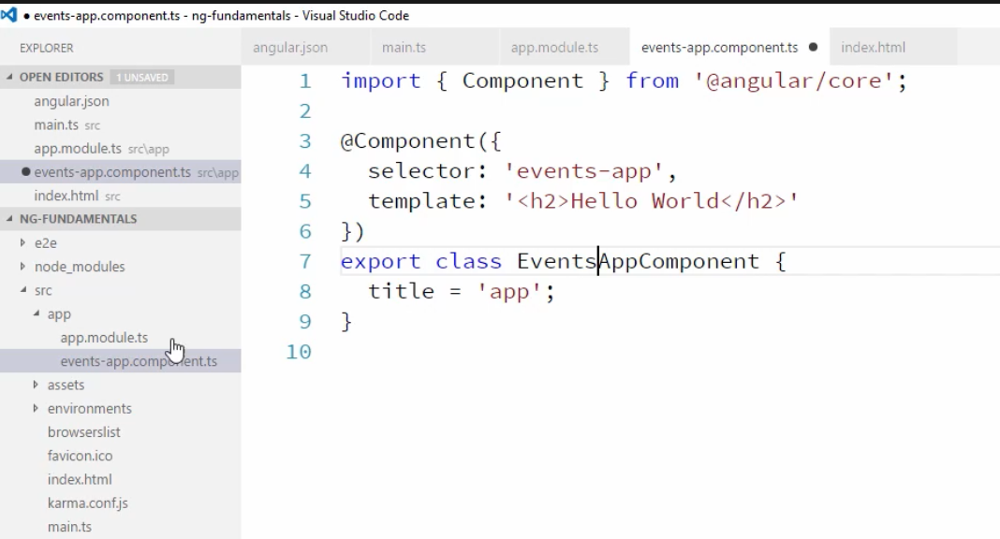 ● events-app.component.ts - ng-fundamentals - Visual Studio Code
EXPLORER
angular.json main.ts app.module.ts events-app.component.ts ● index.html
OPEN EDITORS 1 UNSAVED
angular.json
main.ts src
app.module.ts src\app
● events-app.component.ts src\app
index.html src
NG-FUNDAMENTALS
e2e
node_modules
src
app
app.module.ts
events-app.component.ts
assets
environments
browserslist
favicon.ico
index.html
karma.conf.js
main.ts
1 import { Component } from '@angular/core';
2
3 @Component({
4   selector: 'events-app',
5   template: '<h2>Hello World</h2>'
6 })
7 export class EventsAppComponent {
8   title = 'app';
9 }
10